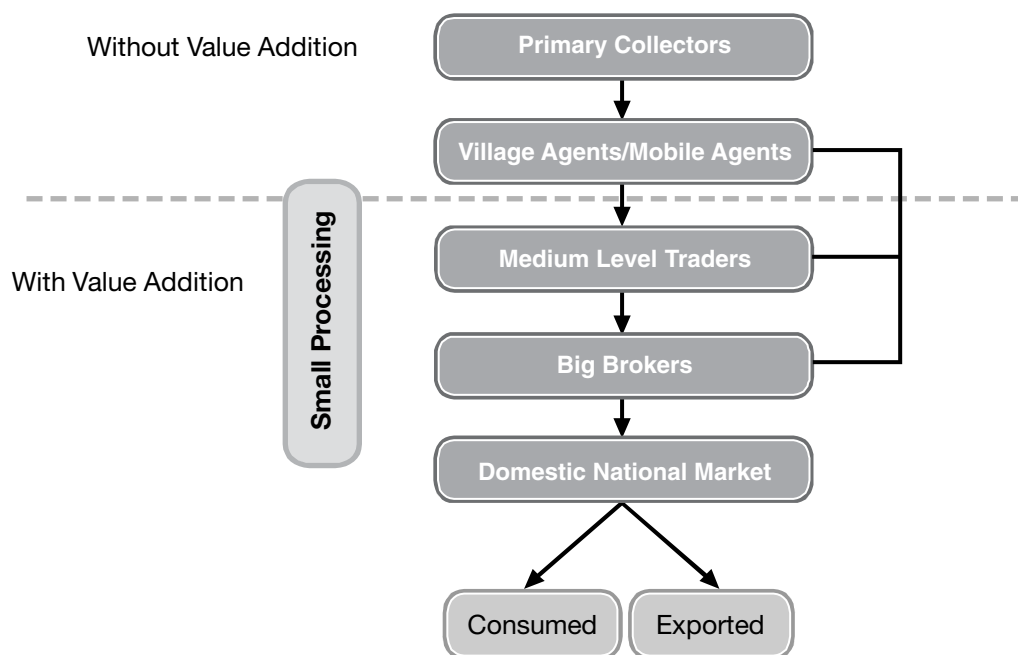 Without Value Addition
Primary Collectors
Village Agents/Mobile Agents
With Value Addition
Small Processing
Medium Level Traders
Big Brokers
Domestic National Market
Consumed
Exported